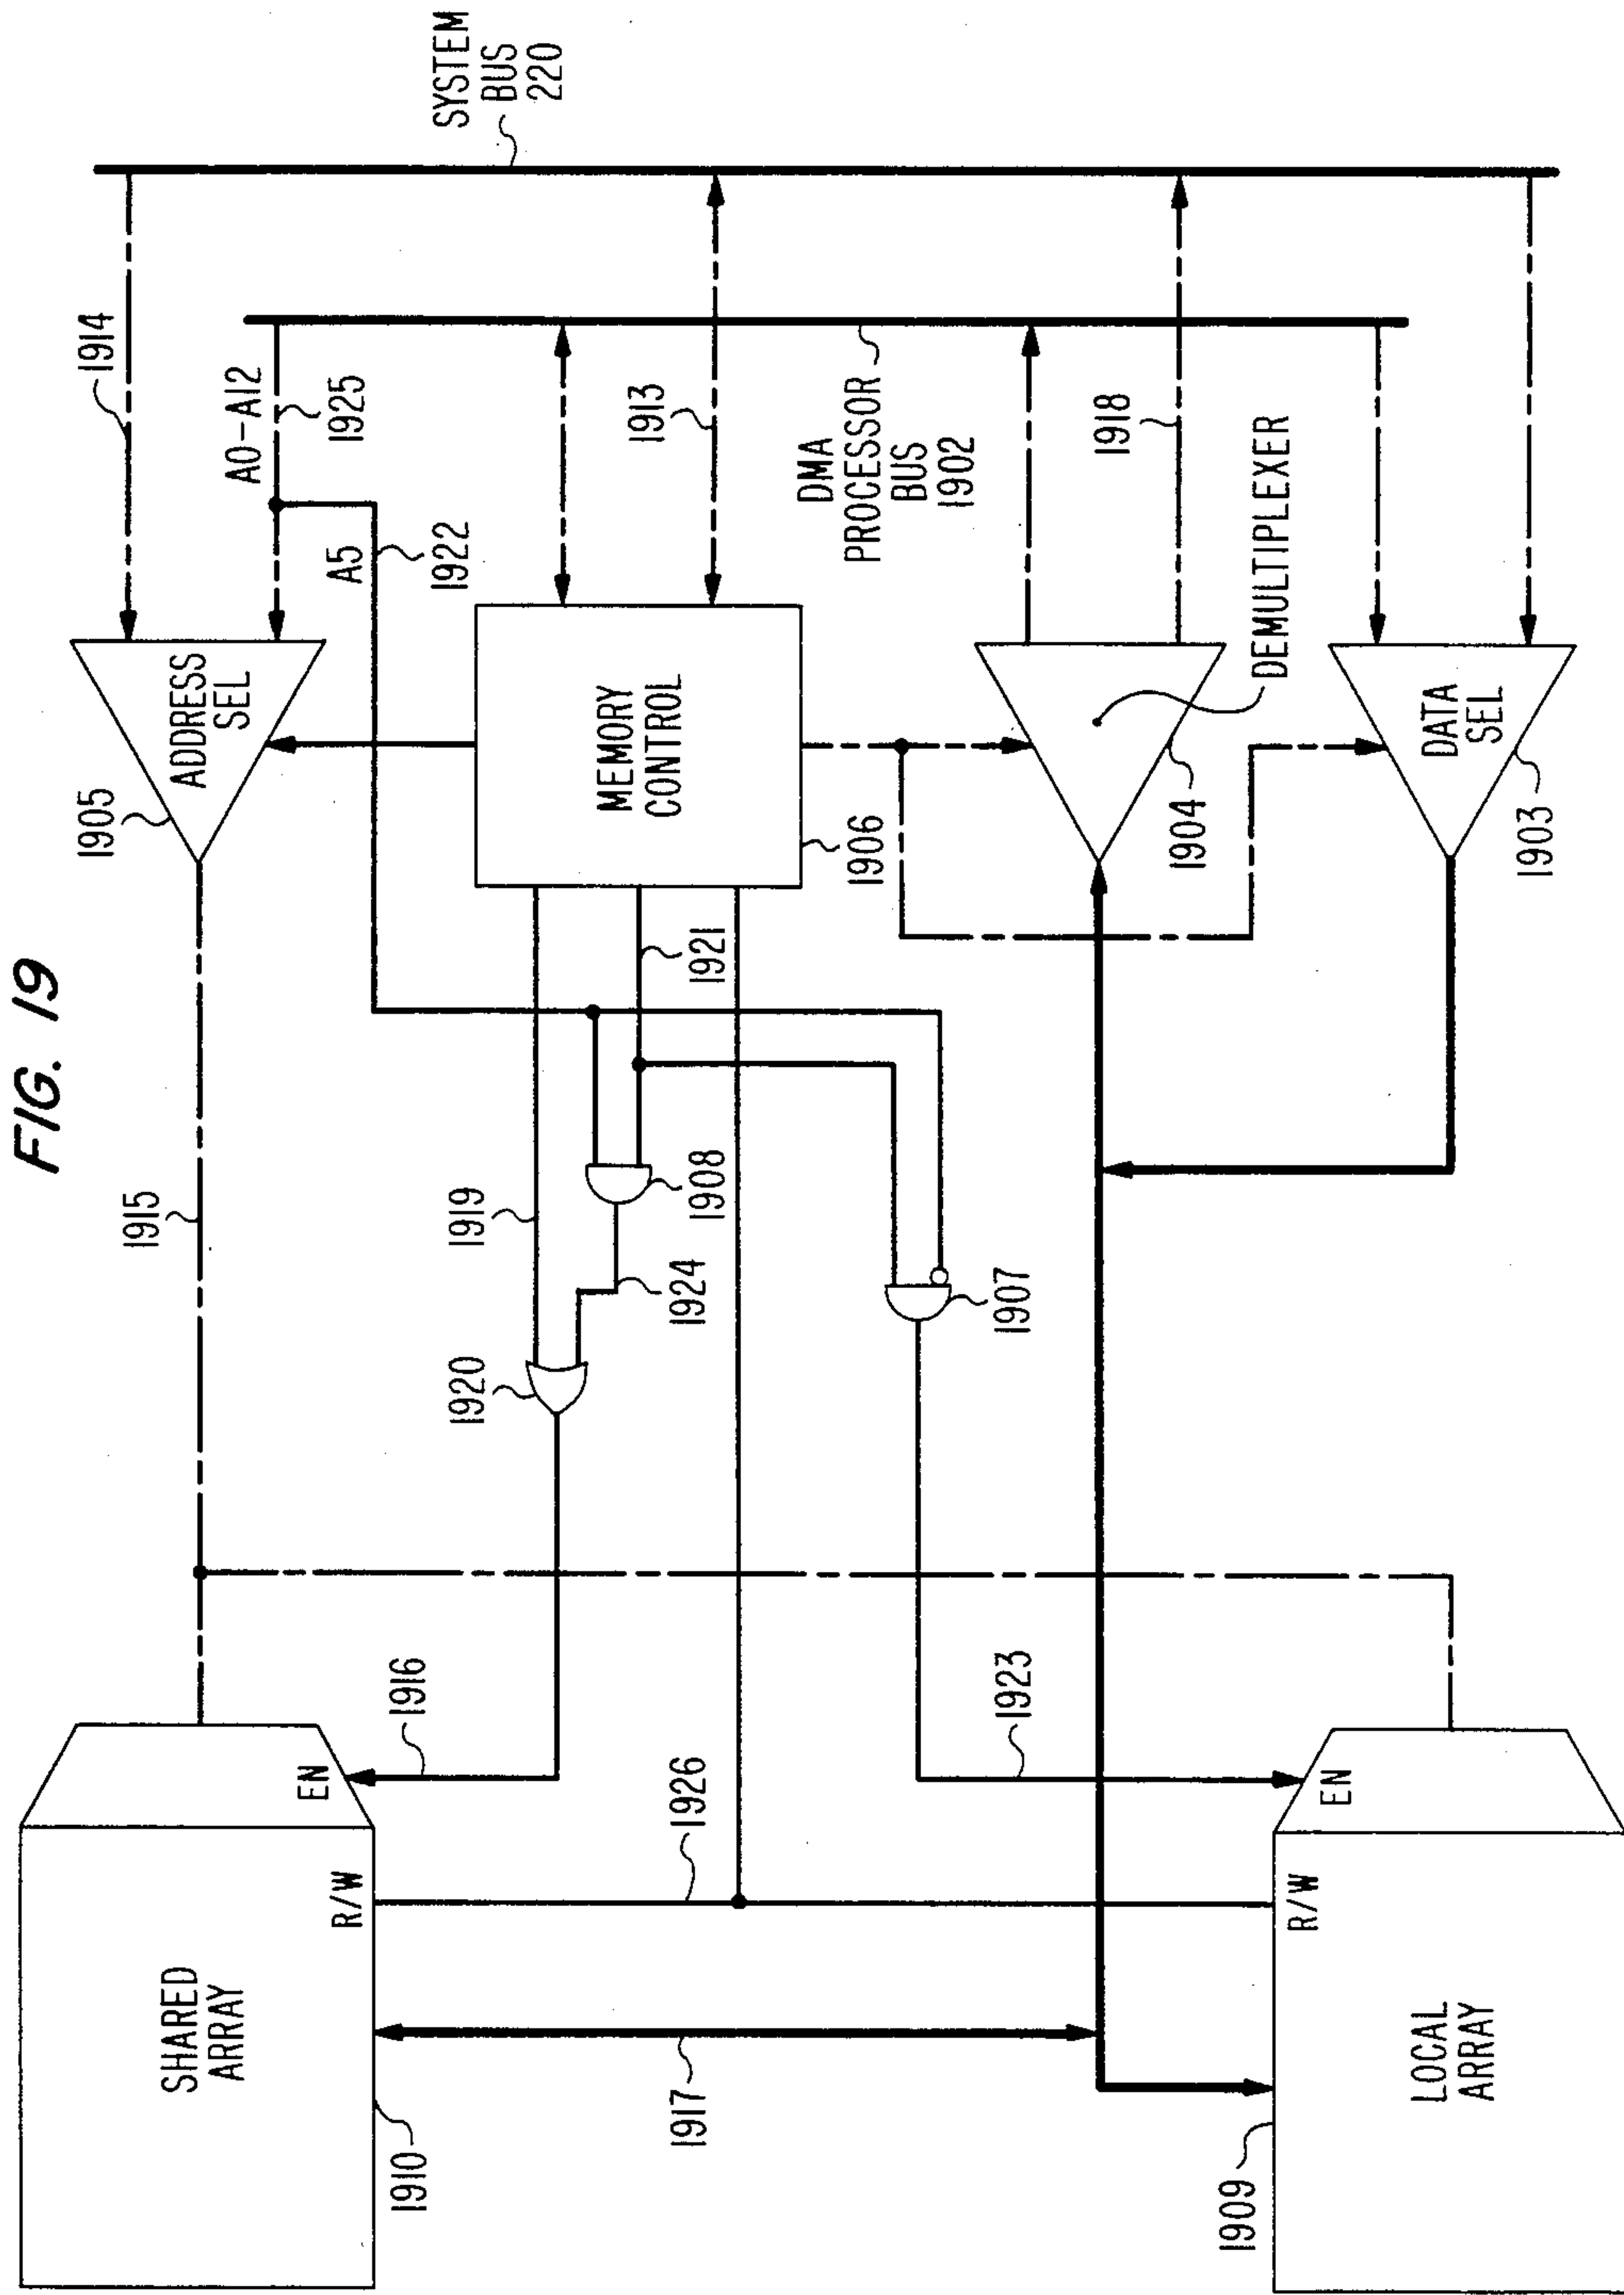 FIG. 19
SYSTEM
BUS
220
1914
A0-A12
1925
A5
1922
ADDRESS
SEL
1905
1915
1913
DMA
PROCESSOR
BUS
1902
MEMORY
CONTROL
1906
1918
DEMULTIPLEXER
1904
DATA
SEL
1903
1921
1919
1908
1924
1920
1907
1916
1926
1923
EN
R/W
SHARED
ARRAY
1910
1917
EN
R/W
LOCAL
ARRAY
1909